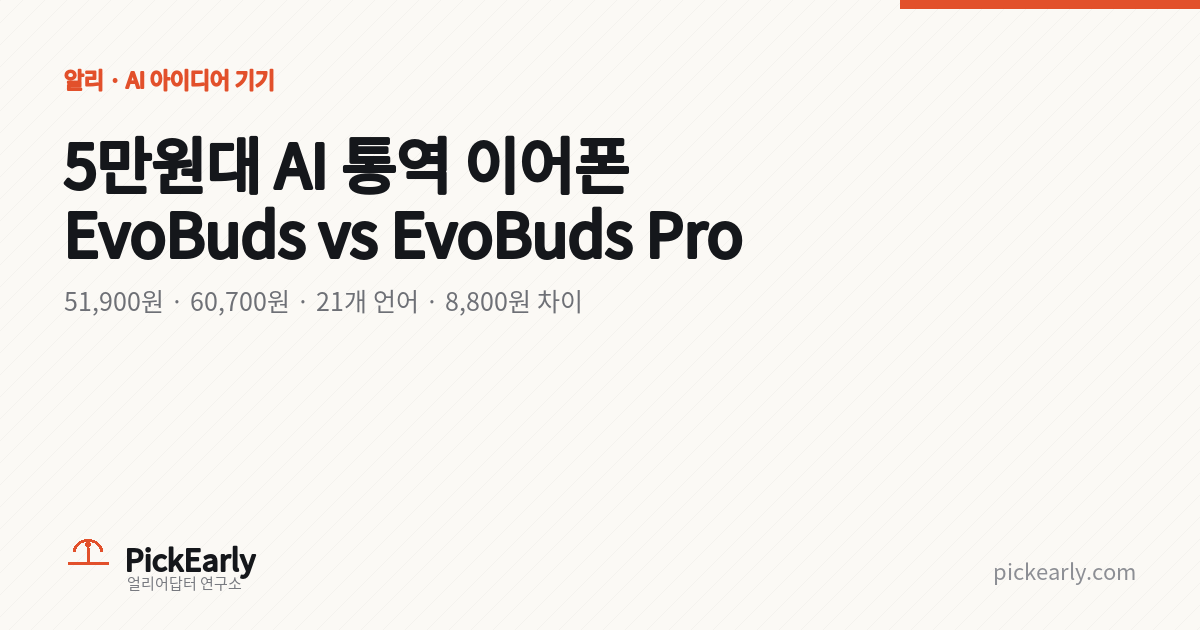 알리 · AI 아이디어 기기
5만원대 AI 통역 이어폰
EvoBuds vs EvoBuds Pro
51,900원 · 60,700원 · 21개 언어 · 8,800원 차이
PickEarly
얼리어답터 연구소
pickearly.com